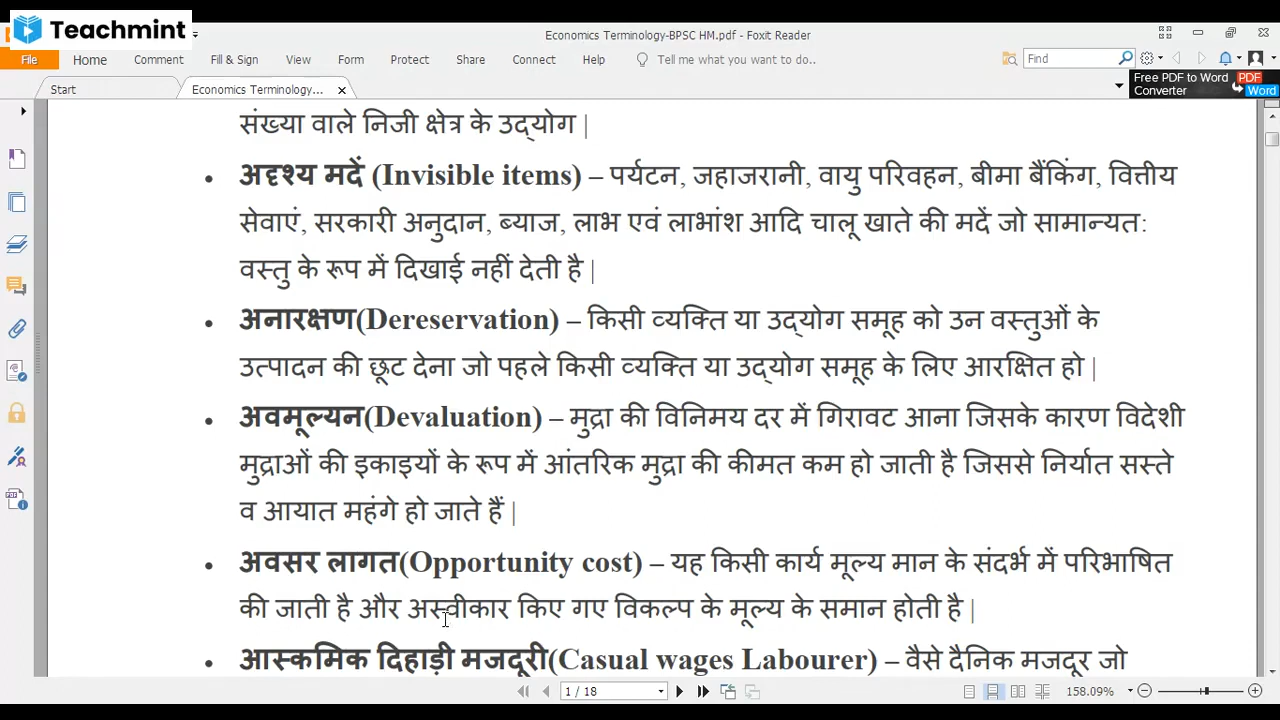 Teachmint
Economics Terminology-BPSC HM.pdf - Foxit Reader
File Home Comment Fill & Sign View Form Protect Share Connect Help Tell me what you want to do.. Find
Start Economics Terminology...
Free PDF to Word Converter PDF Word
संख्या वाले निजी क्षेत्र के उद्योग |
• अदृश्य मदें (Invisible items) – पर्यटन, जहाजरानी, वायु परिवहन, बीमा बैंकिंग, वित्तीय
सेवाएं, सरकारी अनुदान, ब्याज, लाभ एवं लाभांश आदि चालू खाते की मदें जो सामान्यत:
वस्तु के रूप में दिखाई नहीं देती है |
• अनारक्षण(Dereservation) – किसी व्यक्ति या उद्योग समूह को उन वस्तुओं के
उत्पादन की छूट देना जो पहले किसी व्यक्ति या उद्योग समूह के लिए आरक्षित हो |
• अवमूल्यन(Devaluation) – मुद्रा की विनिमय दर में गिरावट आना जिसके कारण विदेशी
मुद्राओं की इकाइयों के रूप में आंतरिक मुद्रा की कीमत कम हो जाती है जिससे निर्यात सस्ते
व आयात महंगे हो जाते हैं |
• अवसर लागत(Opportunity cost) – यह किसी कार्य मूल्य मान के संदर्भ में परिभाषित
की जाती है और अस्वीकार किए गए विकल्प के मूल्य के समान होती है |
• आस्कमिक दिहाड़ी मजदूरी(Casual wages Labourer) – वैसे दैनिक मजदूर जो
1 / 18 158.09%